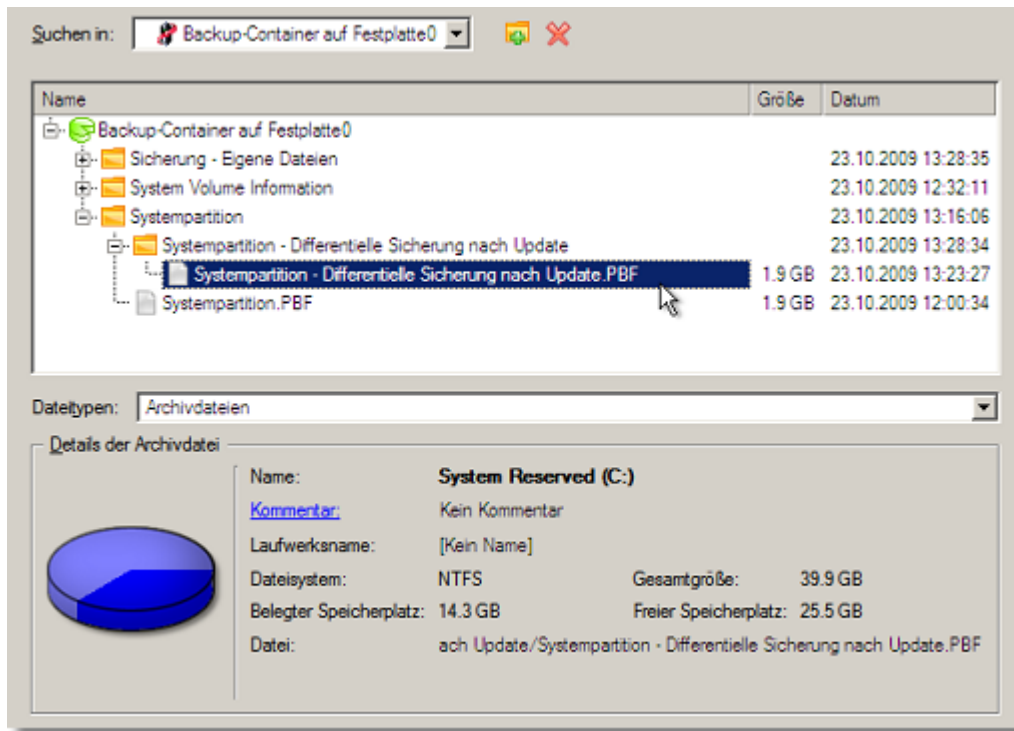 Suchen in: Backup-Container auf Festplatte0
Name Größe Datum
Backup-Container auf Festplatte0
Sicherung - Eigene Dateien 23.10.2009 13:28:35
System Volume Information 23.10.2009 12:32:11
Systempartition 23.10.2009 13:16:06
Systempartition - Differentielle Sicherung nach Update 23.10.2009 13:28:34
Systempartition - Differentielle Sicherung nach Update.PBF 1.9 GB 23.10.2009 13:23:27
Systempartition.PBF 1.9 GB 23.10.2009 12:00:34
Dateitypen: Archivdateien
Details der Archivdatei
Name: System Reserved (C:)
Kommentar: Kein Kommentar
Laufwerksname: [Kein Name]
Dateisystem: NTFS Gesamtgröße: 39.9 GB
Belegter Speicherplatz: 14.3 GB Freier Speicherplatz: 25.5 GB
Datei: ach Update/Systempartition - Differentielle Sicherung nach Update.PBF